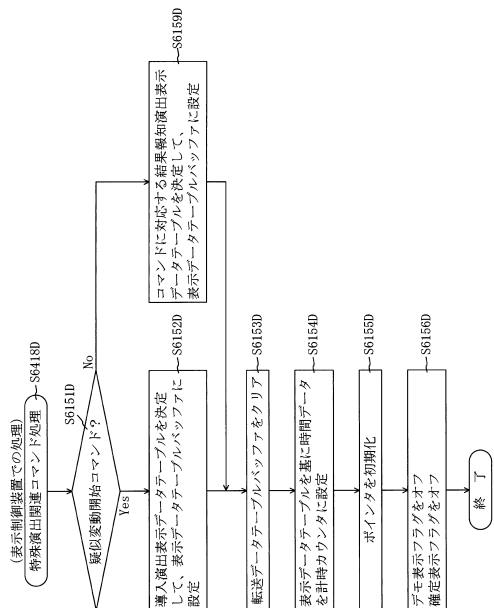 (表示制御装置での処理)
特殊演出関連コマンド処理
S6418D
S6151D
疑似変動開始コマンド?
No
Yes
導入演出表示データテーブルを決定
して、表示データテーブルバッファに
設定
S6152D
コマンドに対応する結果報知演出表示
データテーブルを決定して、
表示データテーブルバッファに設定
S6159D
転送データテーブルバッファをクリア
S6153D
表示データテーブルを基に時間データ
を計時カウンタに設定
S6154D
ポインタを初期化
S6155D
デモ表示フラグをオフ
確定表示フラグをオフ
S6156D
終了